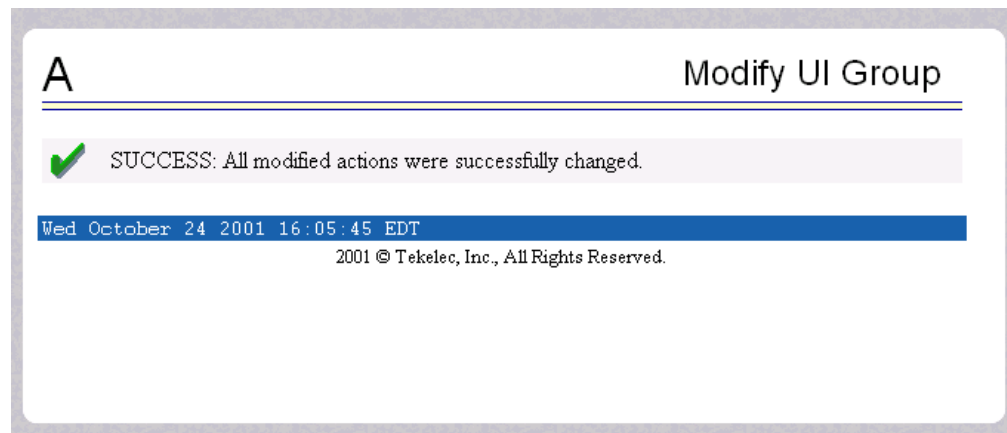 A
Modify UI Group
SUCCESS: All modified actions were successfully changed.
Wed October 24 2001 16:05:45 EDT
2001 © Tekelec, Inc., All Rights Reserved.